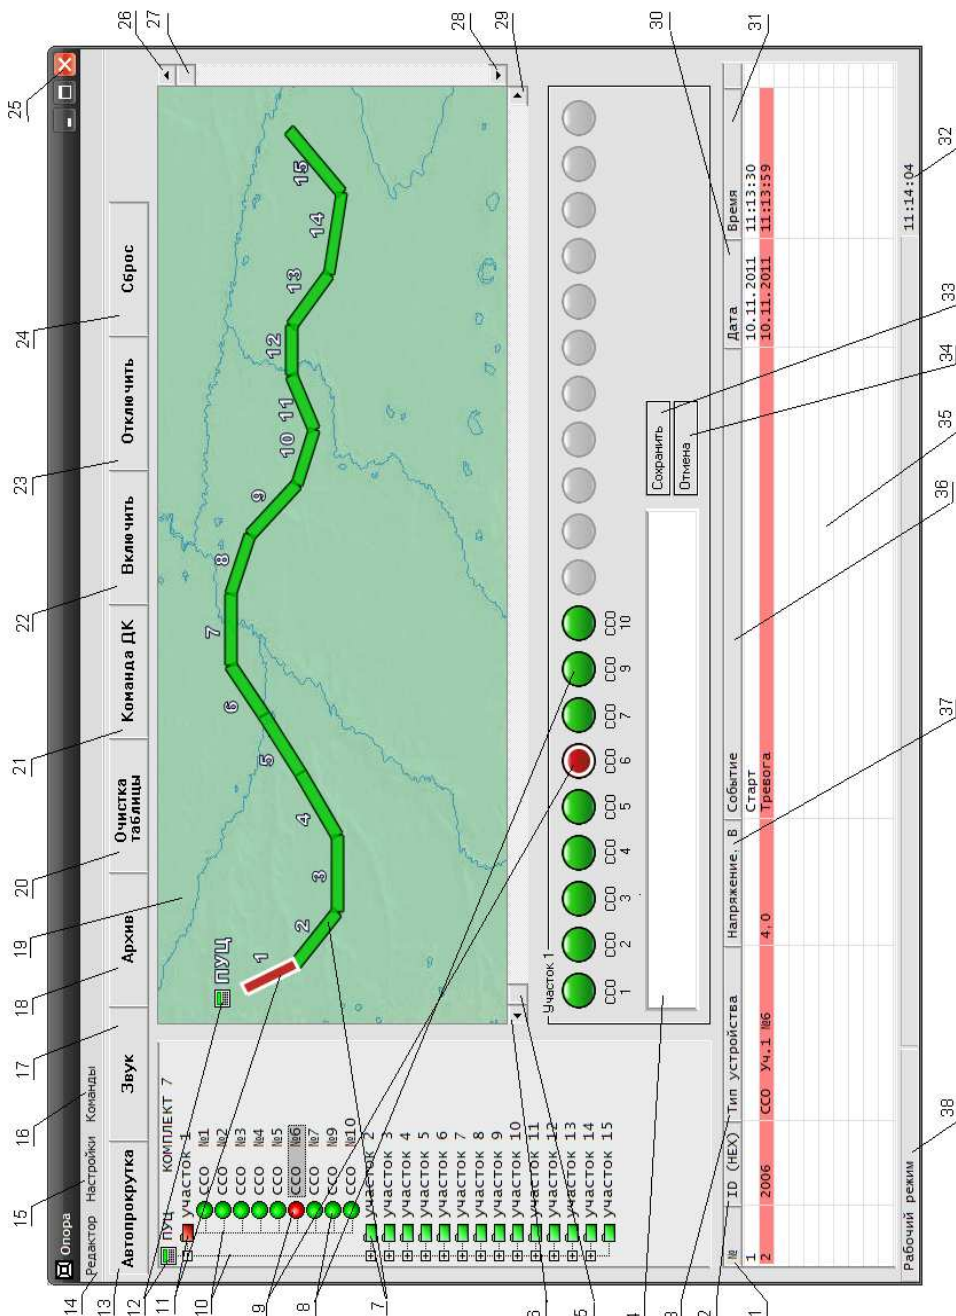 Опора
Редактор Настройки Команды
Автопрокрутка Звук Архив Очистка таблицы Команда ДК Включить Отключить Сброс
ПУЦ КОМПЛЕКТ 7
участок 1
ССО №1
ССО №2
ССО №3
ССО №4
ССО №5
ССО №6
ССО №7
ССО №9
ССО №10
участок 2
участок 3
участок 4
участок 5
участок 6
участок 7
участок 8
участок 9
участок 10
участок 11
участок 12
участок 13
участок 14
участок 15
ПУЦ
1 2 3 4 5 6 7 8 9 10 11 12 13 14 15
Участок 1
ССО 1
ССО 2
ССО 3
ССО 4
ССО 5
ССО 6
ССО 7
ССО 9
ССО 10
Сохранить
Отмена
№ ID (HEX) Тип устройства Напряжение, В Событие Дата Время
1 Старт 10.11.2011 11:13:30
2 2006 ССО Уч.1 №6 4,0 Тревога 10.11.2011 11:13:59
Рабочий режим 11:14:04
14 15 16 17 18 19 20 21 22 23 24 25
26
27
28
29
30
31
32
33
34
35
36
37
38
13
12
11
10
9
8
7
6
5
4
3
2
1